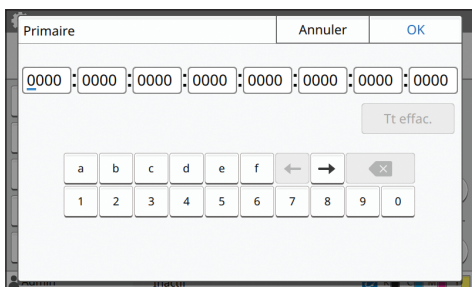 Primaire Annuler OK
0000:0000:0000:0000:0000:0000:0000:0000
Tt effac.
a b c d e f ← →
1 2 3 4 5 6 7 8 9 0
Admin Inactif